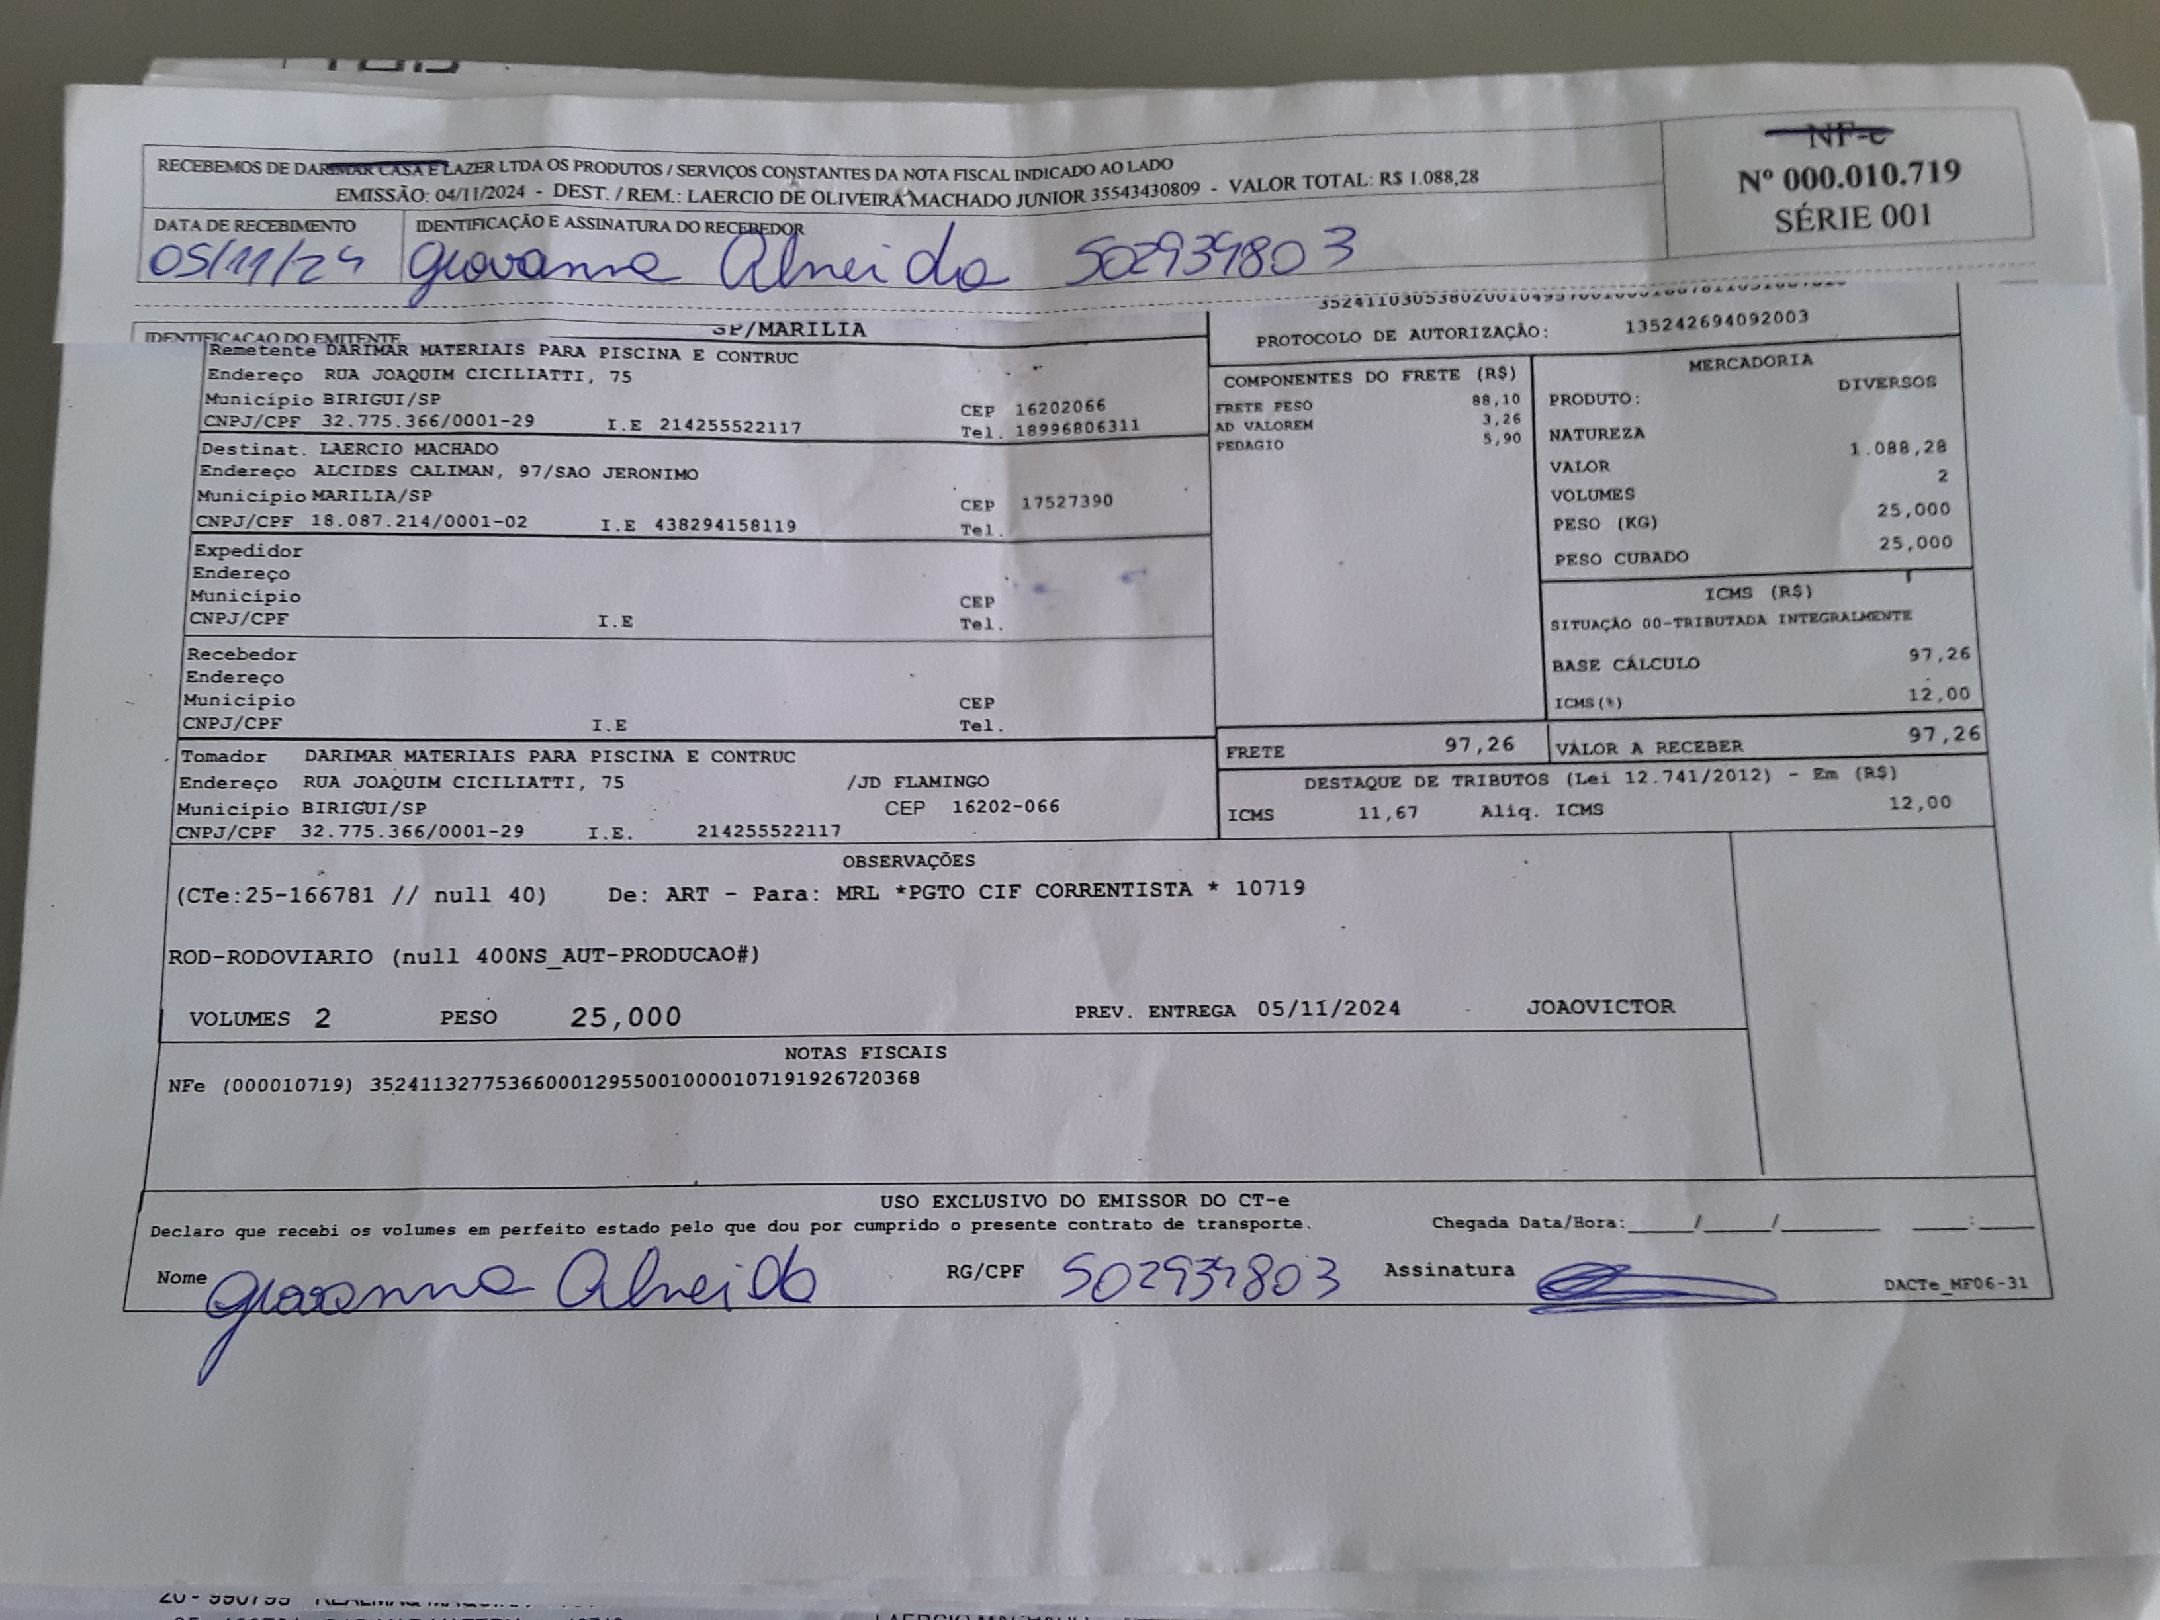 RECEBEMOS DE DARIMAR CASA E LAZER LTDA OS PRODUTOS / SERVIÇOS CONSTANTES DA NOTA FISCAL INDICADO AO LADO
EMISSÃO: 04/11/2024 - DEST. / REM.: LAERCIO DE OLIVEIRA MACHADO JUNIOR 35543430809 - VALOR TOTAL: R$ 1.088,28
NF-e
Nº 000.010.719
SÉRIE 001
DATA DE RECEBIMENTO
05/11/24
IDENTIFICAÇÃO E ASSINATURA DO RECEBEDOR
Giovanna Almeida 502939803
IDENTIFICAÇÃO DO EMITENTE
SP/MARILIA
PROTOCOLO DE AUTORIZAÇÃO: 135242694092003
Remetente DARIMAR MATERIAIS PARA PISCINA E CONTRUC
Endereço RUA JOAQUIM CICILIATTI, 75
Município BIRIGUI/SP CEP 16202066
CNPJ/CPF 32.775.366/0001-29 I.E 214255522117 Tel. 18996806311
Destinat. LAERCIO MACHADO
Endereço ALCIDES CALIMAN, 97/SAO JERONIMO
Município MARILIA/SP CEP 17527390
CNPJ/CPF 18.087.214/0001-02 I.E 438294158119 Tel.
Expedidor
Endereço
Município CEP
CNPJ/CPF I.E Tel.
Recebedor
Endereço
Município CEP
CNPJ/CPF I.E Tel.
Tomador DARIMAR MATERIAIS PARA PISCINA E CONTRUC
Endereço RUA JOAQUIM CICILIATTI, 75 /JD FLAMINGO
Município BIRIGUI/SP CEP 16202-066
CNPJ/CPF 32.775.366/0001-29 I.E. 214255522117
COMPONENTES DO FRETE (R$)
FRETE PESO 88,10
AD VALOREM 3,26
PEDAGIO 5,90
MERCADORIA
PRODUTO: DIVERSOS
NATUREZA
VALOR 1.088,28
VOLUMES 2
PESO (KG) 25,000
PESO CUBADO 25,000
ICMS (R$)
SITUAÇÃO 00-TRIBUTADA INTEGRALMENTE
BASE CÁLCULO 97,26
ICMS(%) 12,00
FRETE 97,26 VALOR A RECEBER 97,26
DESTAQUE DE TRIBUTOS (Lei 12.741/2012) - Em (R$)
ICMS 11,67 Aliq. ICMS 12,00
OBSERVAÇÕES
(CTe:25-166781 // null 40) De: ART - Para: MRL *PGTO CIF CORRENTISTA * 10719
ROD-RODOVIARIO (null 400NS_AUT-PRODUCAO#)
VOLUMES 2 PESO 25,000 PREV. ENTREGA 05/11/2024 JOAOVICTOR
NOTAS FISCAIS
NFe (000010719) 35241132775366000129550010000107191926720368
USO EXCLUSIVO DO EMISSOR DO CT-e
Declaro que recebi os volumes em perfeito estado pelo que dou por cumprido o presente contrato de transporte. Chegada Data/Hora:_____/_____/________ ____:____
Nome Giovanna Almeida RG/CPF 502939803 Assinatura
DACTe_MF06-31